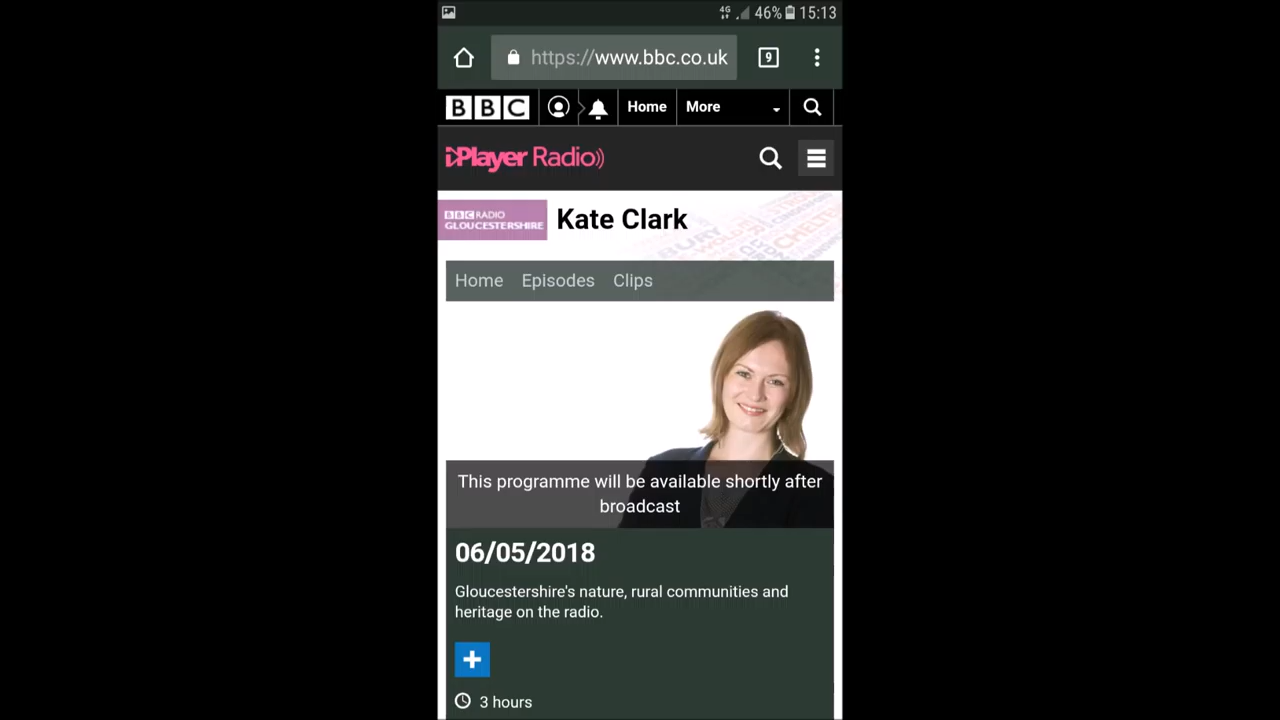 4G 46% 15:13
https://www.bbc.co.uk 9
BBC Home More
iPlayer Radio
BBC RADIO
GLOUCESTERSHIRE
Kate Clark
Home Episodes Clips
This programme will be available shortly after
broadcast
06/05/2018
Gloucestershire's nature, rural communities and
heritage on the radio.
3 hours